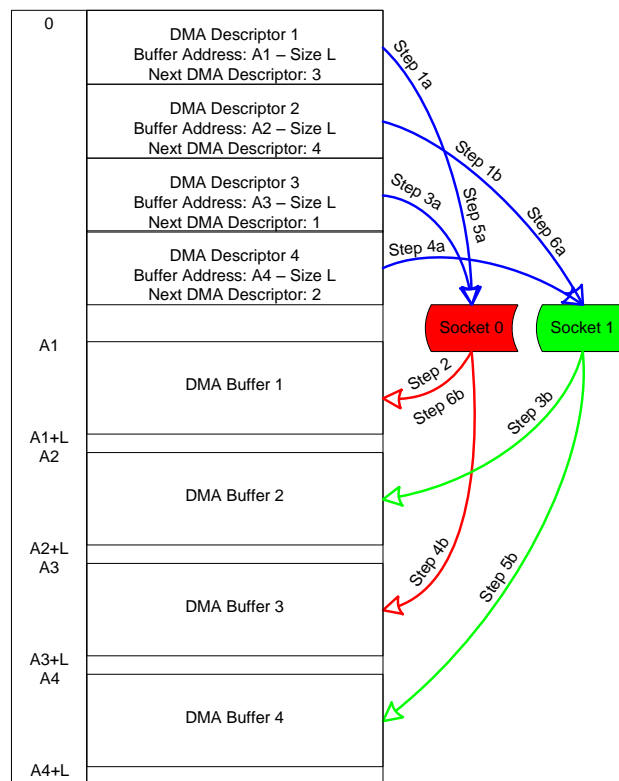 0
DMA Descriptor 1
Buffer Address: A1 – Size L
Next DMA Descriptor: 3
DMA Descriptor 2
Buffer Address: A2 – Size L
Next DMA Descriptor: 4
DMA Descriptor 3
Buffer Address: A3 – Size L
Next DMA Descriptor: 1
DMA Descriptor 4
Buffer Address: A4 – Size L
Next DMA Descriptor: 2
Step 1a
Step 1b
Step 3a
Step 5a
Step 6a
Step 4a
Socket 0
Socket 1
A1
DMA Buffer 1
Step 2
Step 6b
Step 3b
A1+L
A2
DMA Buffer 2
A2+L
A3
Step 4b
Step 5b
DMA Buffer 3
A3+L
A4
DMA Buffer 4
A4+L